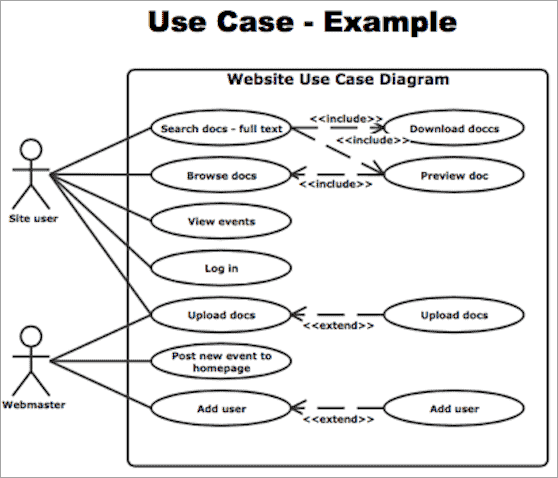 Use Case - Example
Website Use Case Diagram
Search docs - full text
<<include>>
Download doccs
<<include>>
Browse docs
<<include>>
Preview doc
Site user
View events
Log in
Upload docs
<<extend>>
Upload docs
Post new event to
homepage
Webmaster
Add user
<<extend>>
Add user